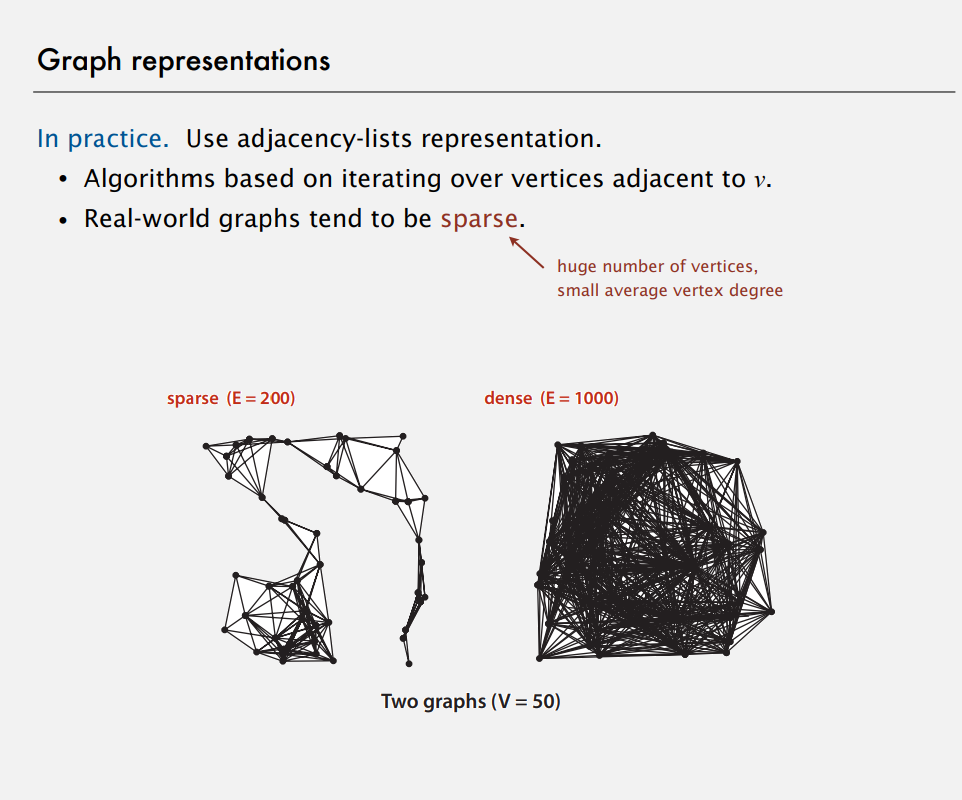 Graph representations
In practice. Use adjacency-lists representation.
• Algorithms based on iterating over vertices adjacent to v.
• Real-world graphs tend to be sparse.
huge number of vertices,
small average vertex degree
sparse (E = 200)
dense (E = 1000)
Two graphs (V = 50)